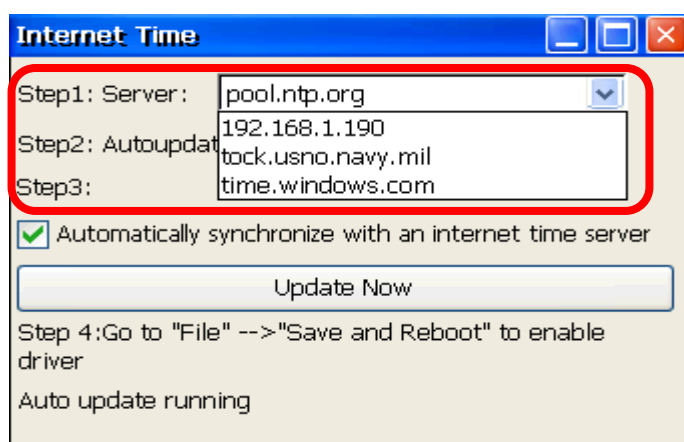 Internet Time
Step1: Server: pool.ntp.org
192.168.1.190
Step2: Autoupdat
tock.usno.navy.mil
Step3: time.windows.com
Automatically synchronize with an internet time server
Update Now
Step 4:Go to "File" -->"Save and Reboot" to enable
driver
Auto update running